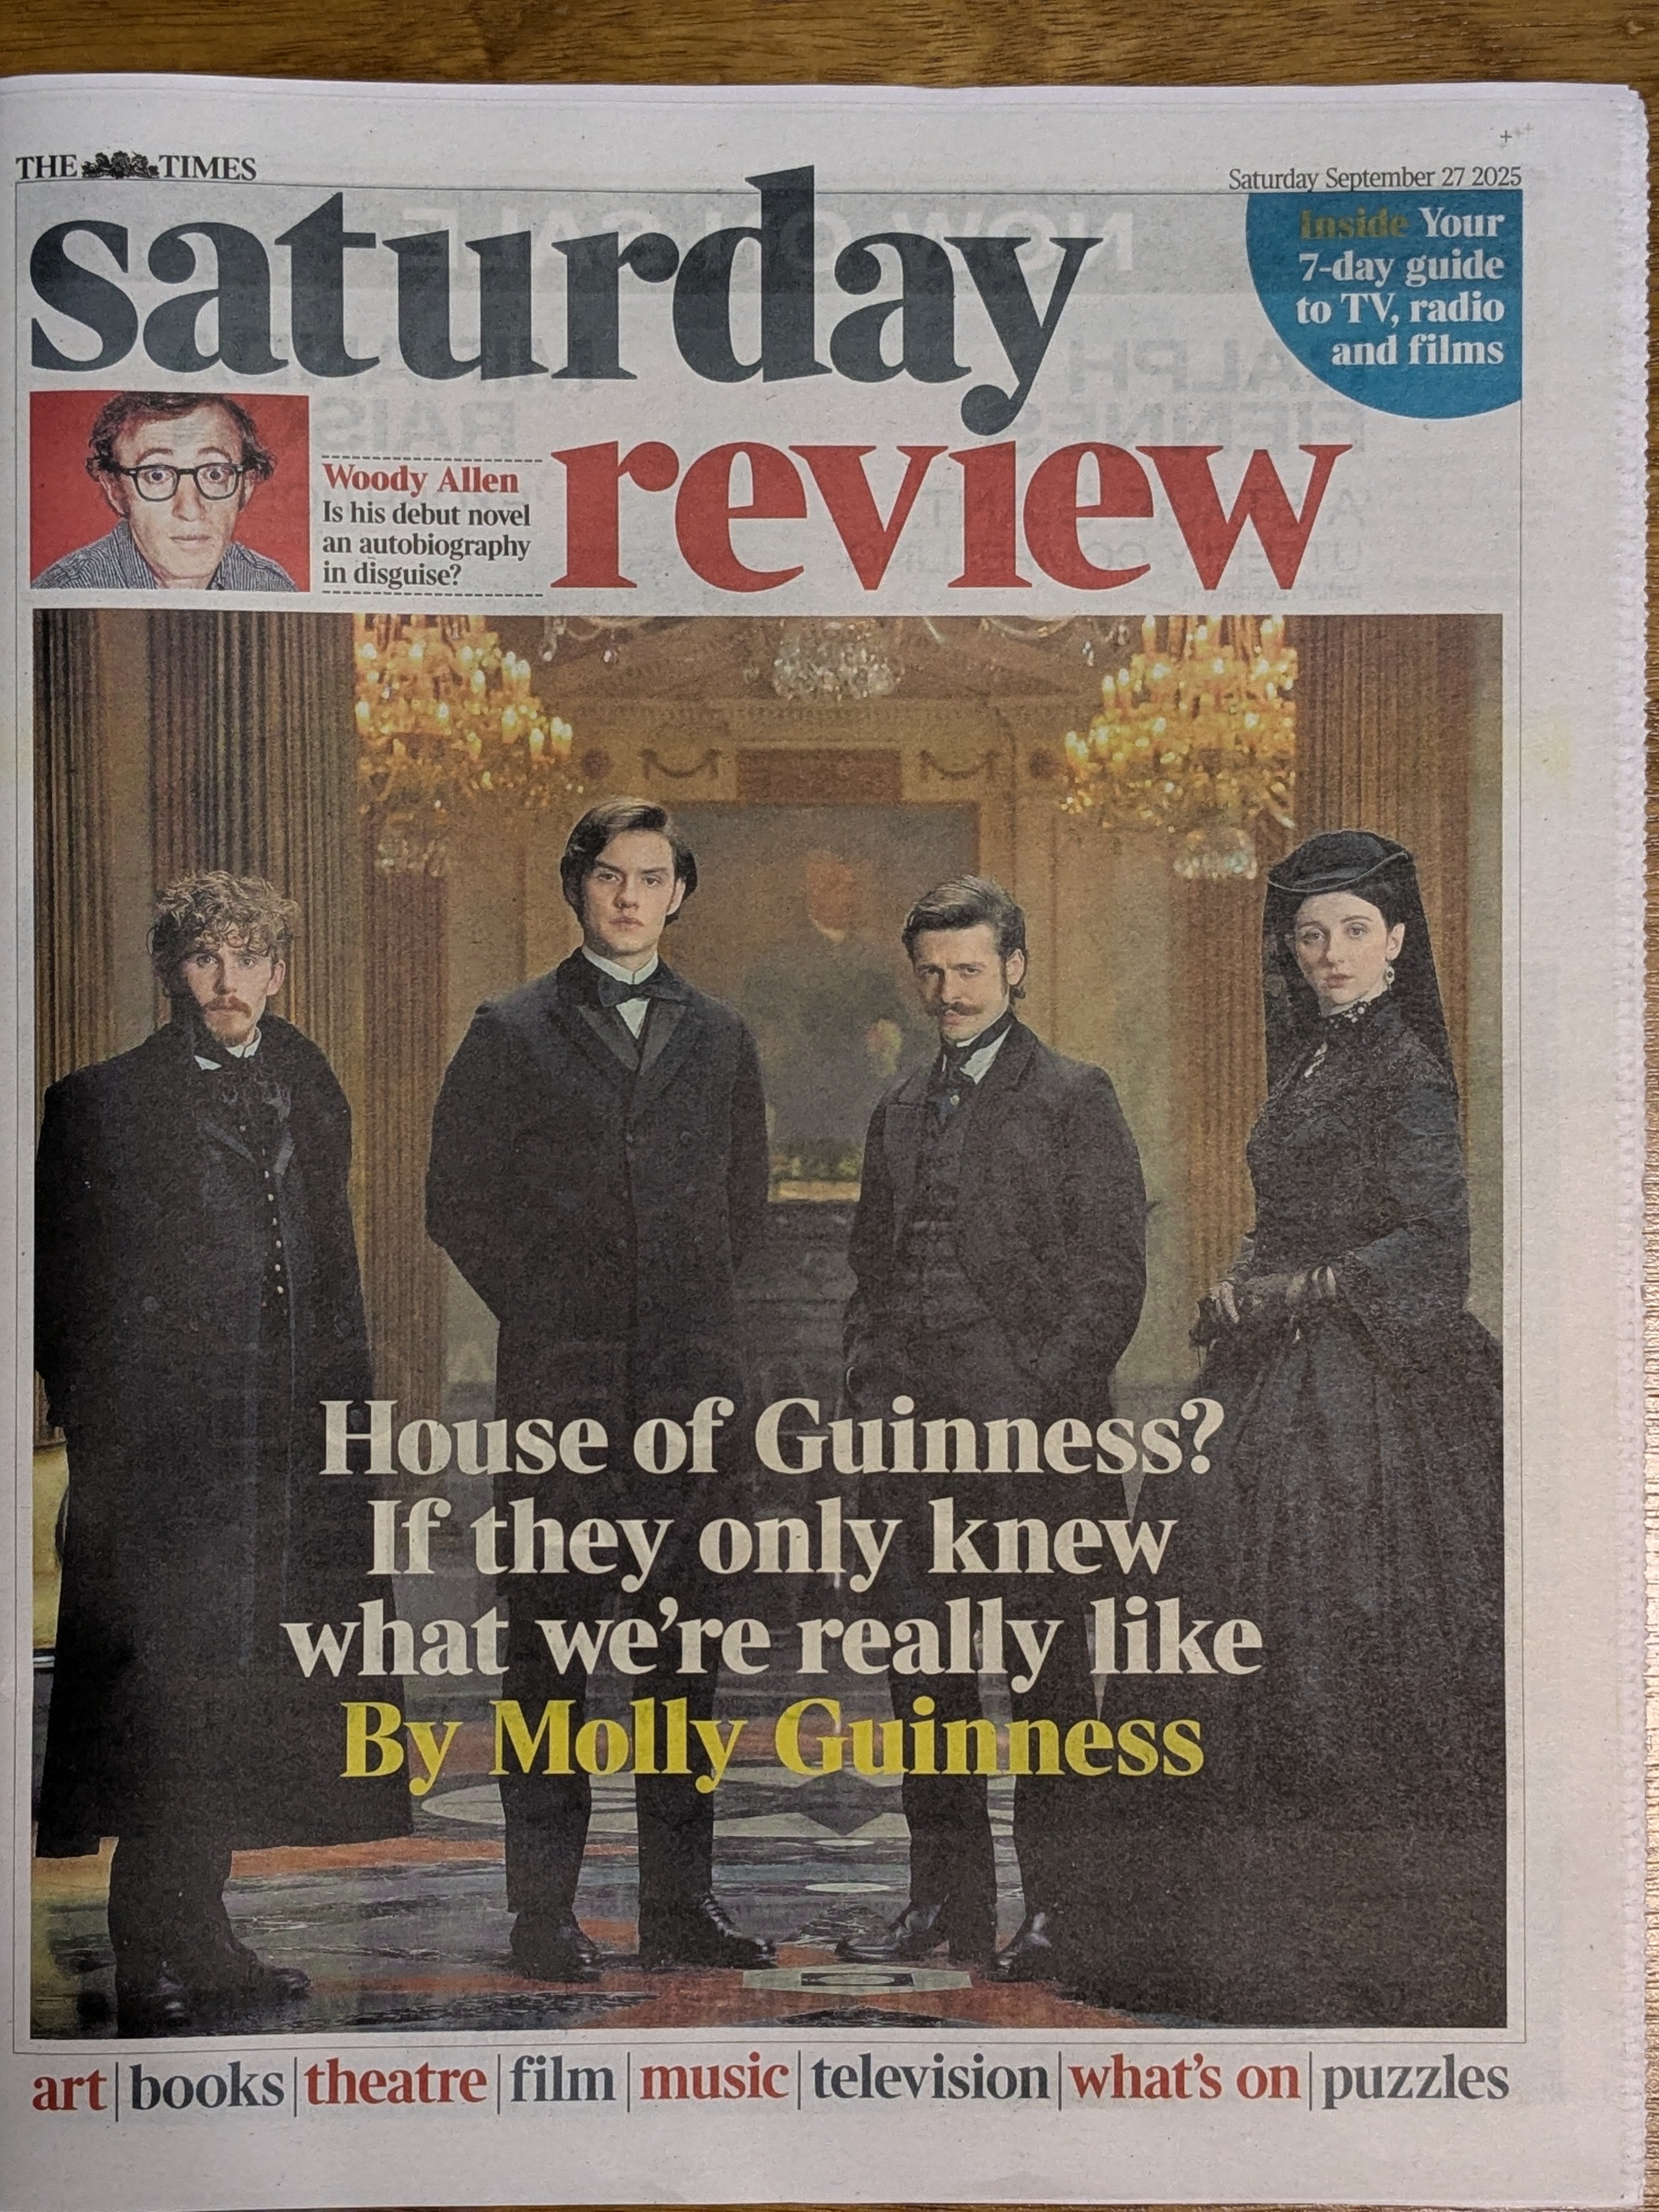 THE TIMES
Saturday September 27 2025
saturday
review
Inside Your
7-day guide
to TV, radio
and films
Woody Allen
Is his debut novel
an autobiography
in disguise?
House of Guinness?
If they only knew
what we're really like
By Molly Guinness
art|books|theatre|film|music|television|what's on|puzzles